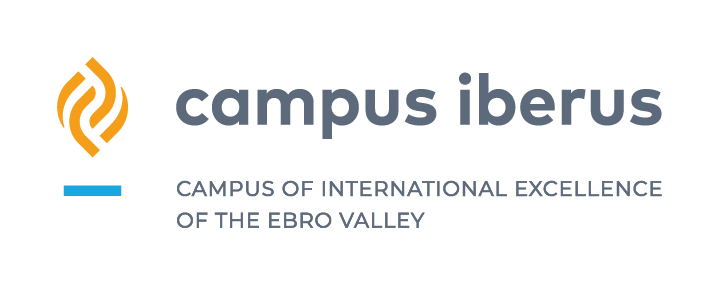 campus iberus
CAMPUS OF INTERNATIONAL EXCELLENCE
OF THE EBRO VALLEY